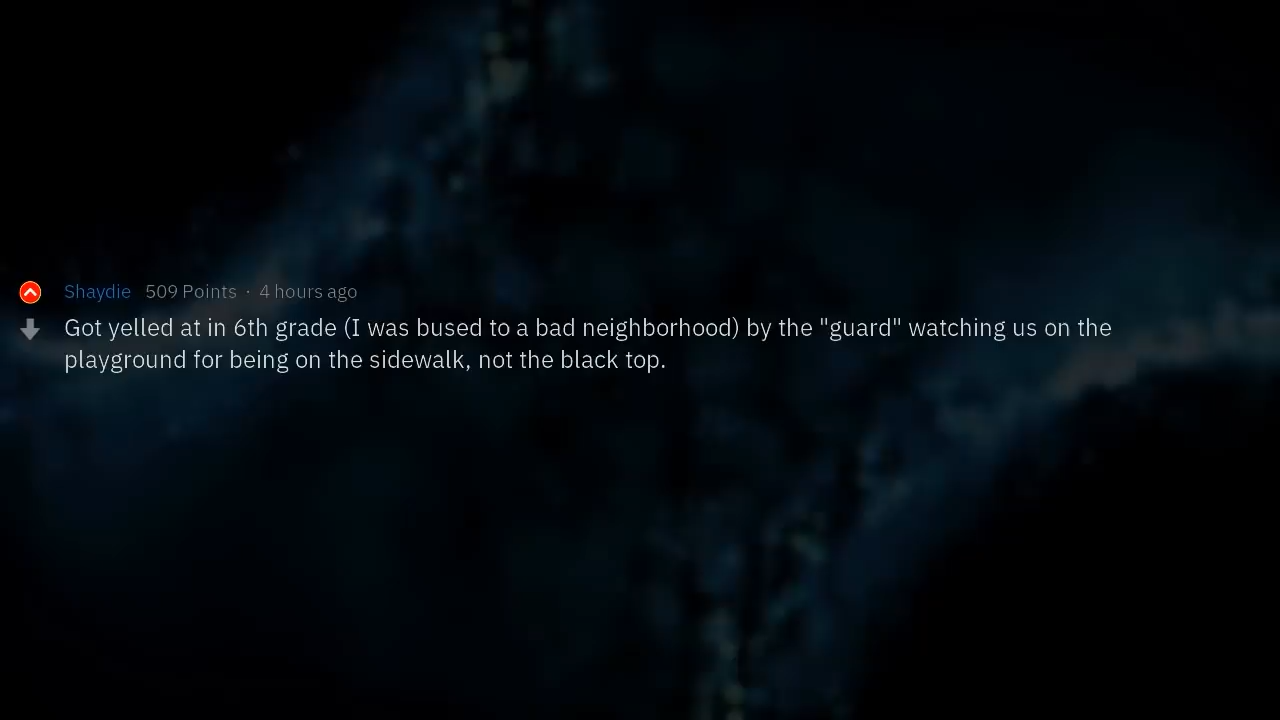 Shaydie 509 Points · 4 hours ago
Got yelled at in 6th grade (I was bused to a bad neighborhood) by the "guard" watching us on the
playground for being on the sidewalk, not the black top.